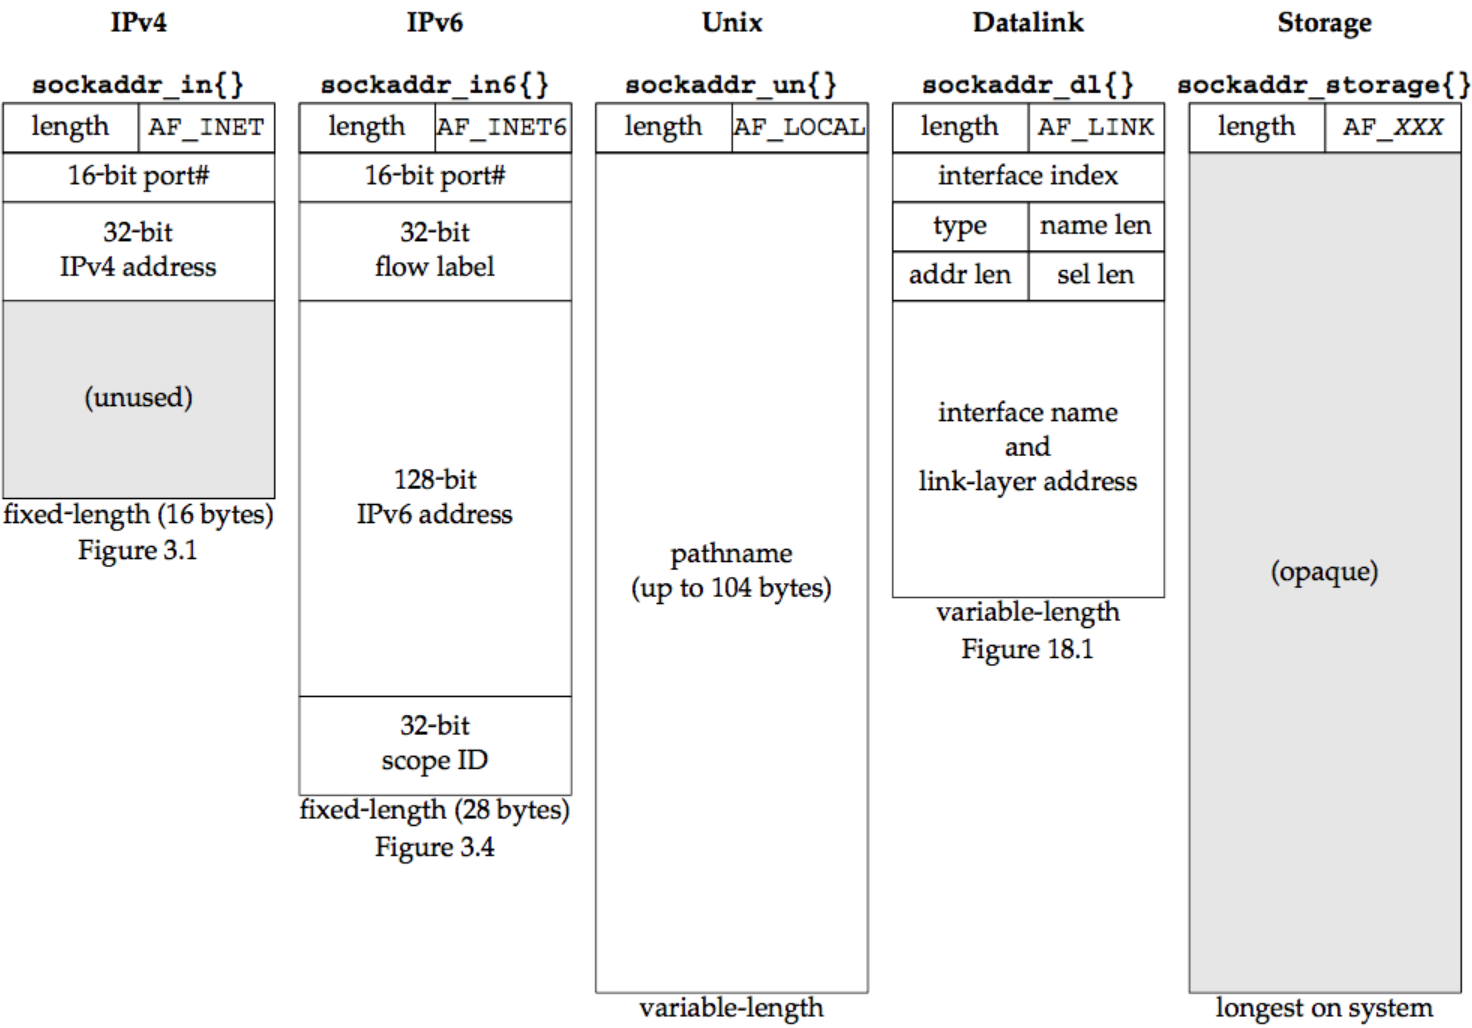 IPv4
sockaddr_in{}
length AF_INET
16-bit port#
32-bit
IPv4 address
(unused)
fixed-length (16 bytes)
Figure 3.1
IPv6
sockaddr_in6{}
length AF_INET6
16-bit port#
32-bit
flow label
128-bit
IPv6 address
32-bit
scope ID
fixed-length (28 bytes)
Figure 3.4
Unix
sockaddr_un{}
length AF_LOCAL
pathname
(up to 104 bytes)
variable-length
Datalink
sockaddr_dl{}
length AF_LINK
interface index
type name len
addr len sel len
interface name
and
link-layer address
variable-length
Figure 18.1
Storage
sockaddr_storage{}
length AF_XXX
(opaque)
longest on system